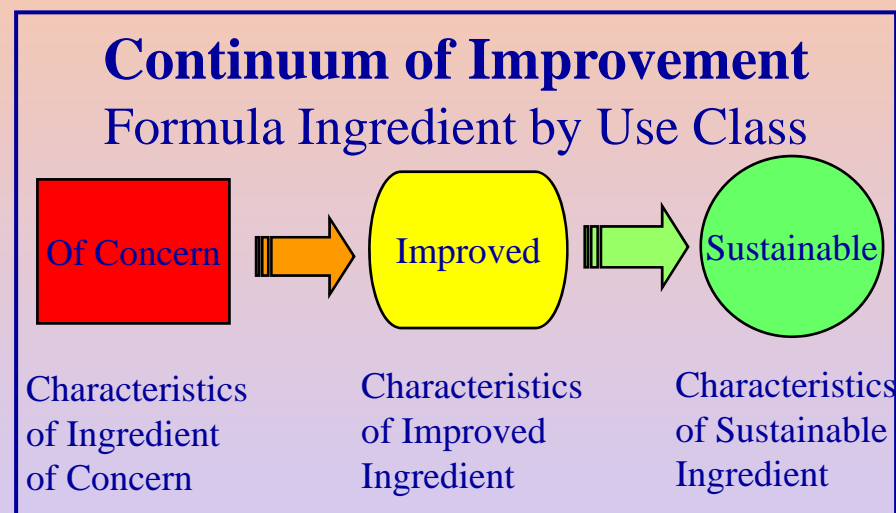 Continuum of Improvement
Formula Ingredient by Use Class
Of Concern
Improved
Sustainable
Characteristics
of Ingredient
of Concern
Characteristics
of Improved
Ingredient
Characteristics
of Sustainable
Ingredient